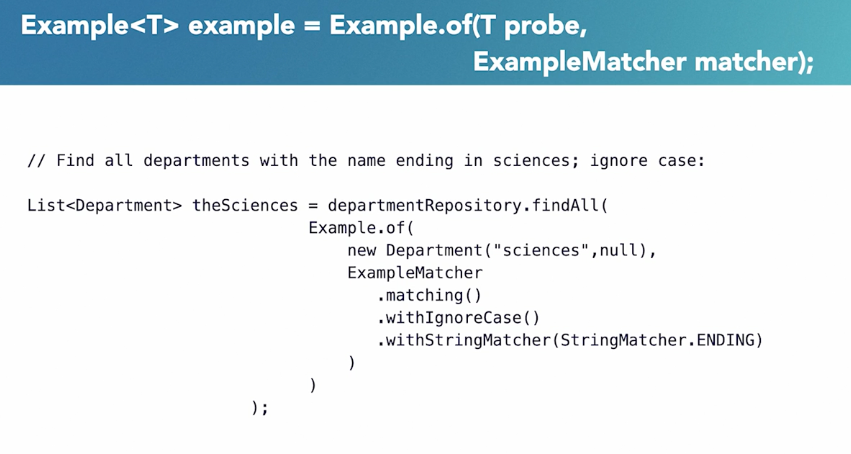 Example<T> example = Example.of(T probe,
ExampleMatcher matcher);
// Find all departments with the name ending in sciences; ignore case:
List<Department> theSciences = departmentRepository.findAll(
Example.of(
new Department("sciences",null),
ExampleMatcher
.matching()
.withIgnoreCase()
.withStringMatcher(StringMatcher.ENDING)
)
)
);